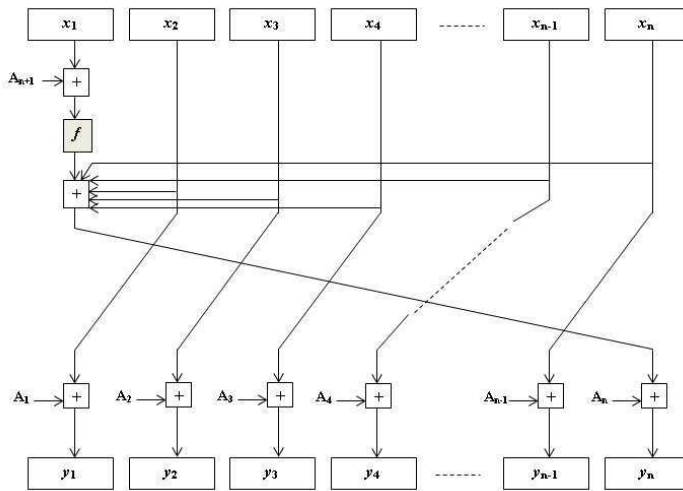 x₁ x₂ x₃ x₄ xₙ₋₁ xₙ
Aₙ₊₁ +
f
+
A₁ + A₂ + A₃ + A₄ + Aₙ₋₁ + Aₙ +
y₁ y₂ y₃ y₄ yₙ₋₁ yₙ